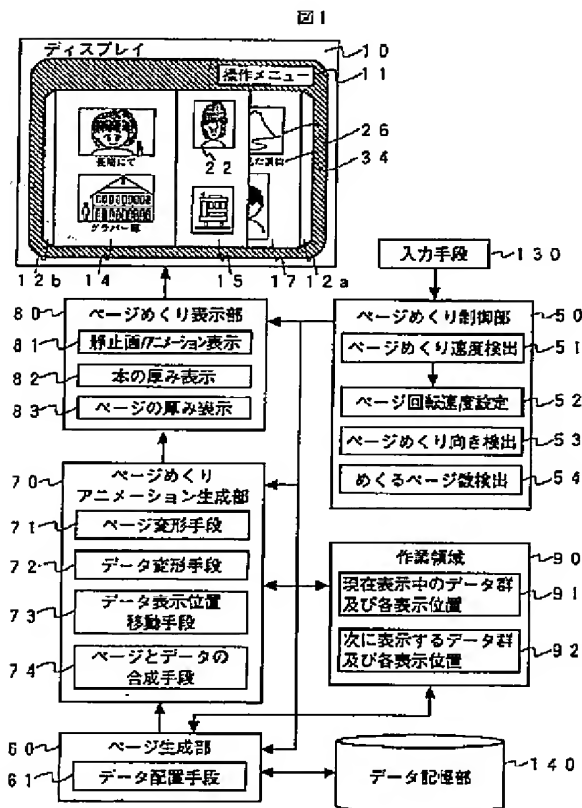 図1
ディスプレイ
10
操作メニュー
11
26
34
22
長崎にて
グラバー邸
12b
14
15
17
12a
入力手段
130
80
ページめくり表示部
81
静止画/アニメーション表示
82
本の厚み表示
83
ページの厚み表示
ページめくり制御部
50
ページめくり速度検出
51
ページ回転速度設定
52
ページめくり向き検出
53
めくるページ数検出
54
70
ページめくり
アニメーション生成部
71
ページ変形手段
72
データ変形手段
73
データ表示位置
移動手段
74
ページとデータの
合成手段
作業領域
90
現在表示中のデータ群
及び各表示位置
91
次に表示するデータ群
及び各表示位置
92
60
ページ生成部
61
データ配置手段
データ記憶部
140